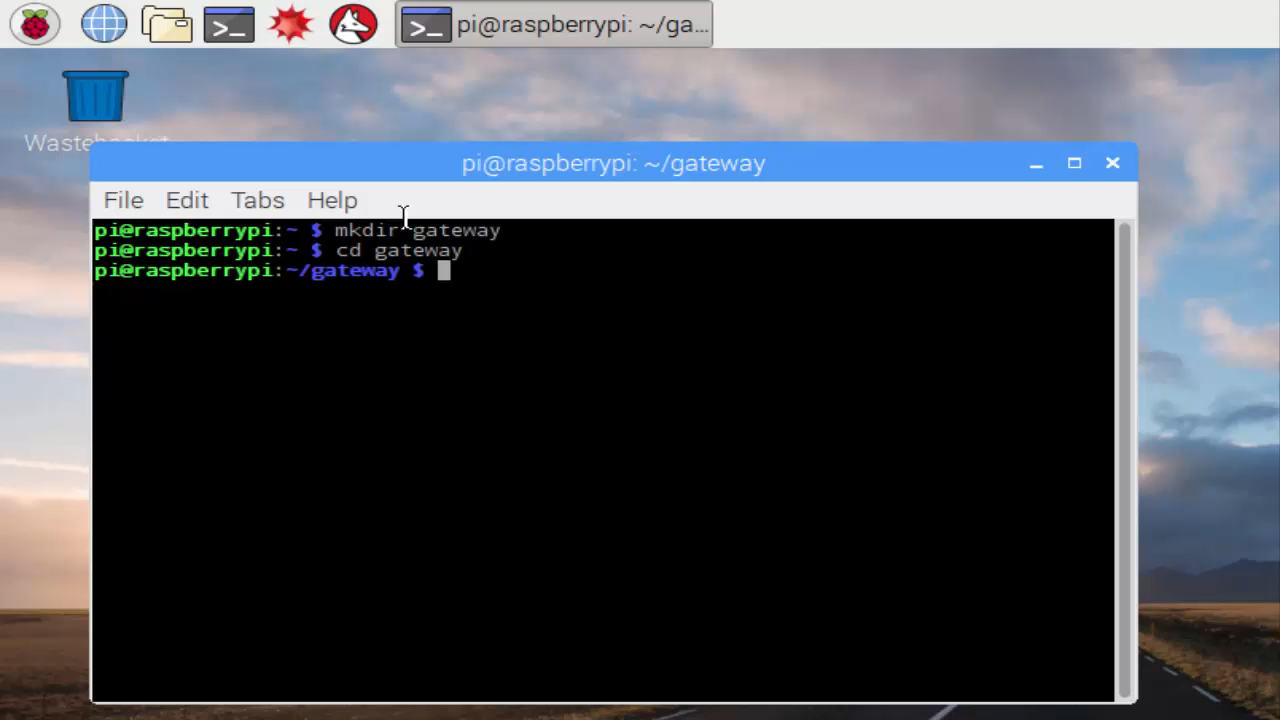 pi@raspberrypi: ~/ga...
Wastebasket
pi@raspberrypi: ~/gateway
File Edit Tabs Help
pi@raspberrypi:~ $ mkdir gateway
pi@raspberrypi:~ $ cd gateway
pi@raspberrypi:~/gateway $